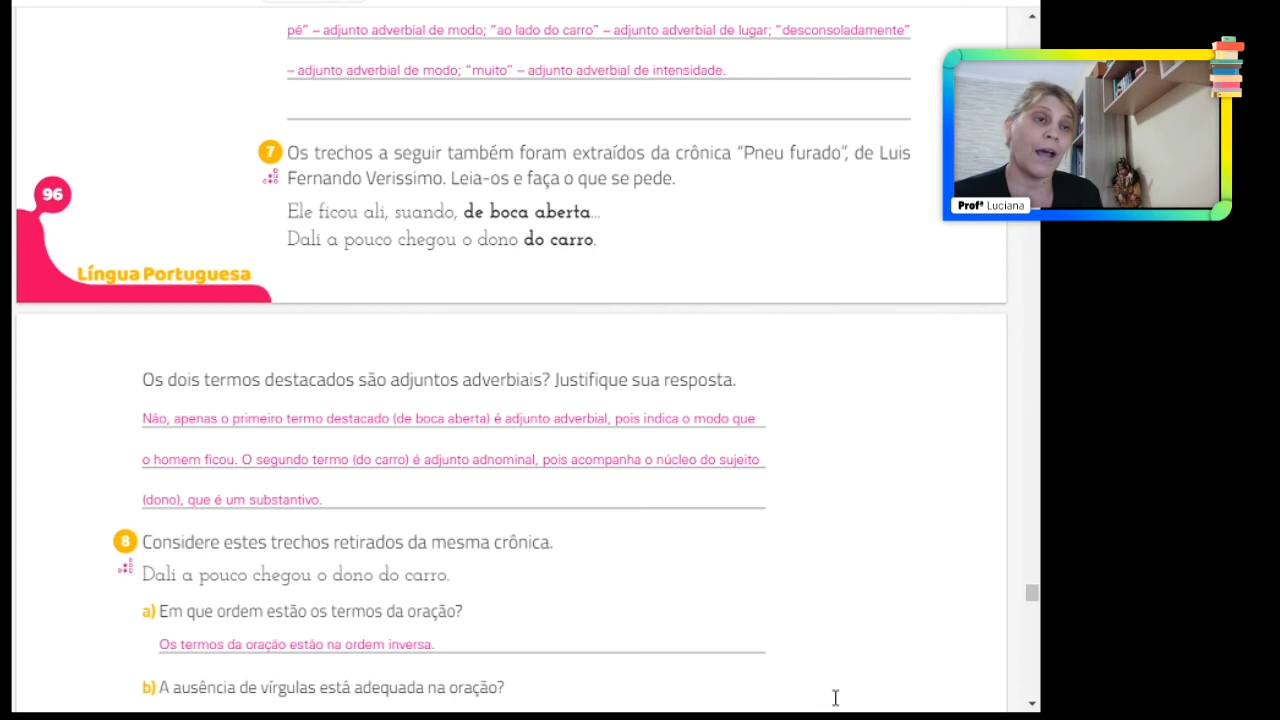 pé” – adjunto adverbial de modo; “ao lado do carro” – adjunto adverbial de lugar; “desconsoladamente”
– adjunto adverbial de modo; “muito” – adjunto adverbial de intensidade.
7 Os trechos a seguir também foram extraídos da crônica “Pneu furado”, de Luis
Fernando Verissimo. Leia-os e faça o que se pede.
Ele ficou ali, suando, de boca aberta...
Dali a pouco chegou o dono do carro.
96
Língua Portuguesa
Profª Luciana
Os dois termos destacados são adjuntos adverbiais? Justifique sua resposta.
Não, apenas o primeiro termo destacado (de boca aberta) é adjunto adverbial, pois indica o modo que
o homem ficou. O segundo termo (do carro) é adjunto adnominal, pois acompanha o núcleo do sujeito
(dono), que é um substantivo.
8 Considere estes trechos retirados da mesma crônica.
Dali a pouco chegou o dono do carro.
a) Em que ordem estão os termos da oração?
Os termos da oração estão na ordem inversa.
b) A ausência de vírgulas está adequada na oração?